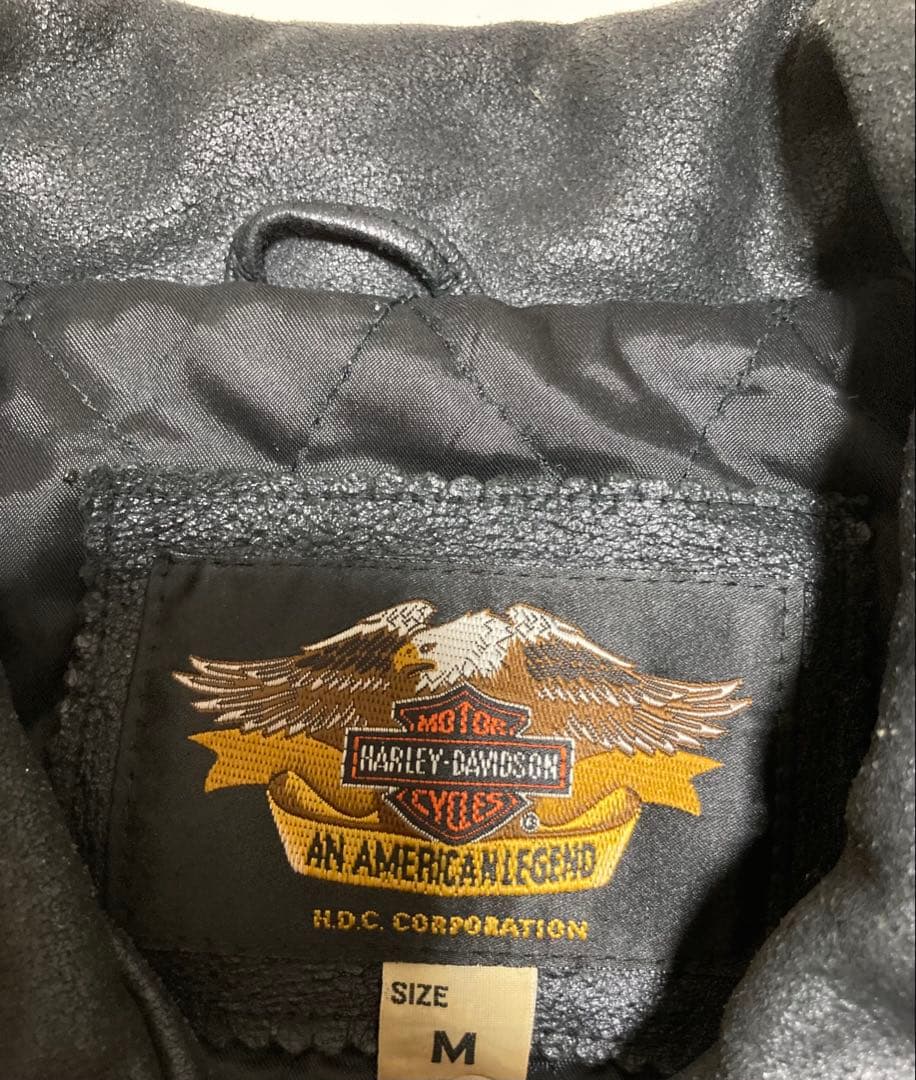 MOTOR
HARLEY-DAVIDSON
CYCLES
®
AN AMERICAN LEGEND
H.D.C. CORPORATION
SIZE
M